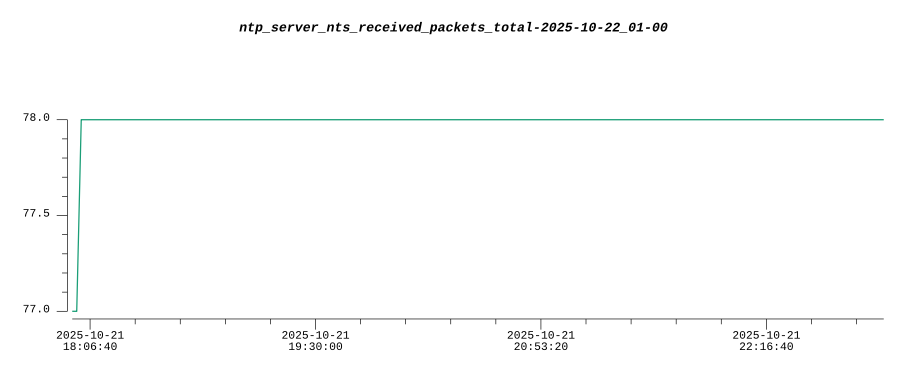 ntp_server_nts_received_packets_total-2025-10-22_01-00
78.0
77.5
77.0
2025-10-21 2025-10-21 2025-10-21 2025-10-21
18:06:40 19:30:00 20:53:20 22:16:40